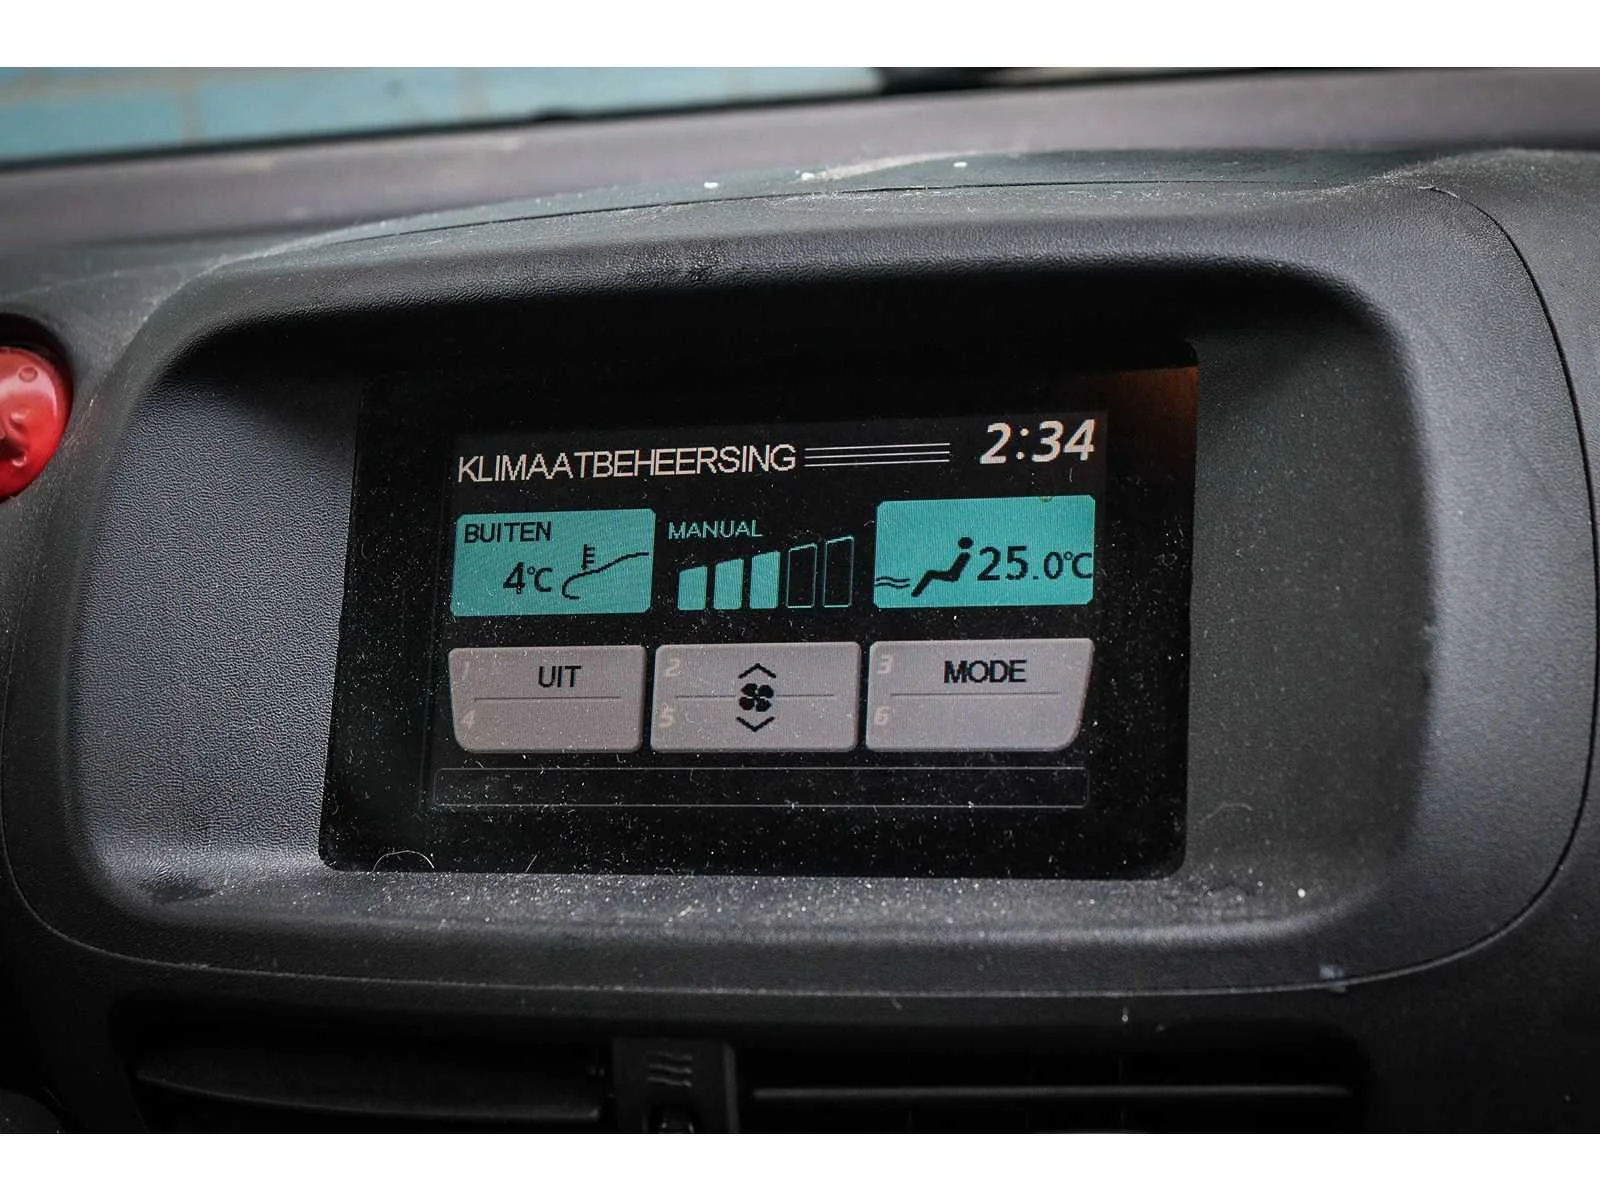 KLIMAATBEHEERSING 2:34
BUITEN
4°C
MANUAL
25.0°C
1 UIT
4
2
5
3 MODE
6